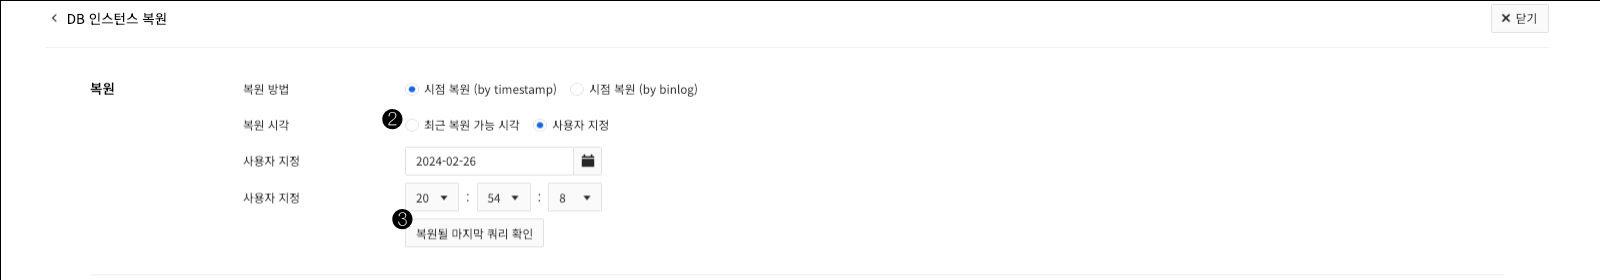 DB 인스턴스 복원
닫기
복원
복원 방법
시점 복원 (by timestamp)
시점 복원 (by binlog)
복원 시각
2
최근 복원 가능 시각
사용자 지정
사용자 지정
2024-02-26
사용자 지정
20 : 54 : 8
3
복원될 마지막 쿼리 확인